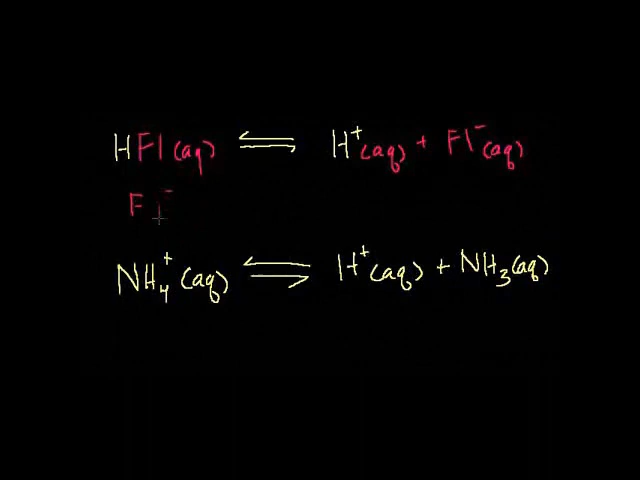 HFl(aq) ⇌ H⁺(aq) + Fl⁻(aq)
F⁻
NH₄⁺(aq) ⇌ H⁺(aq) + NH₃(aq)